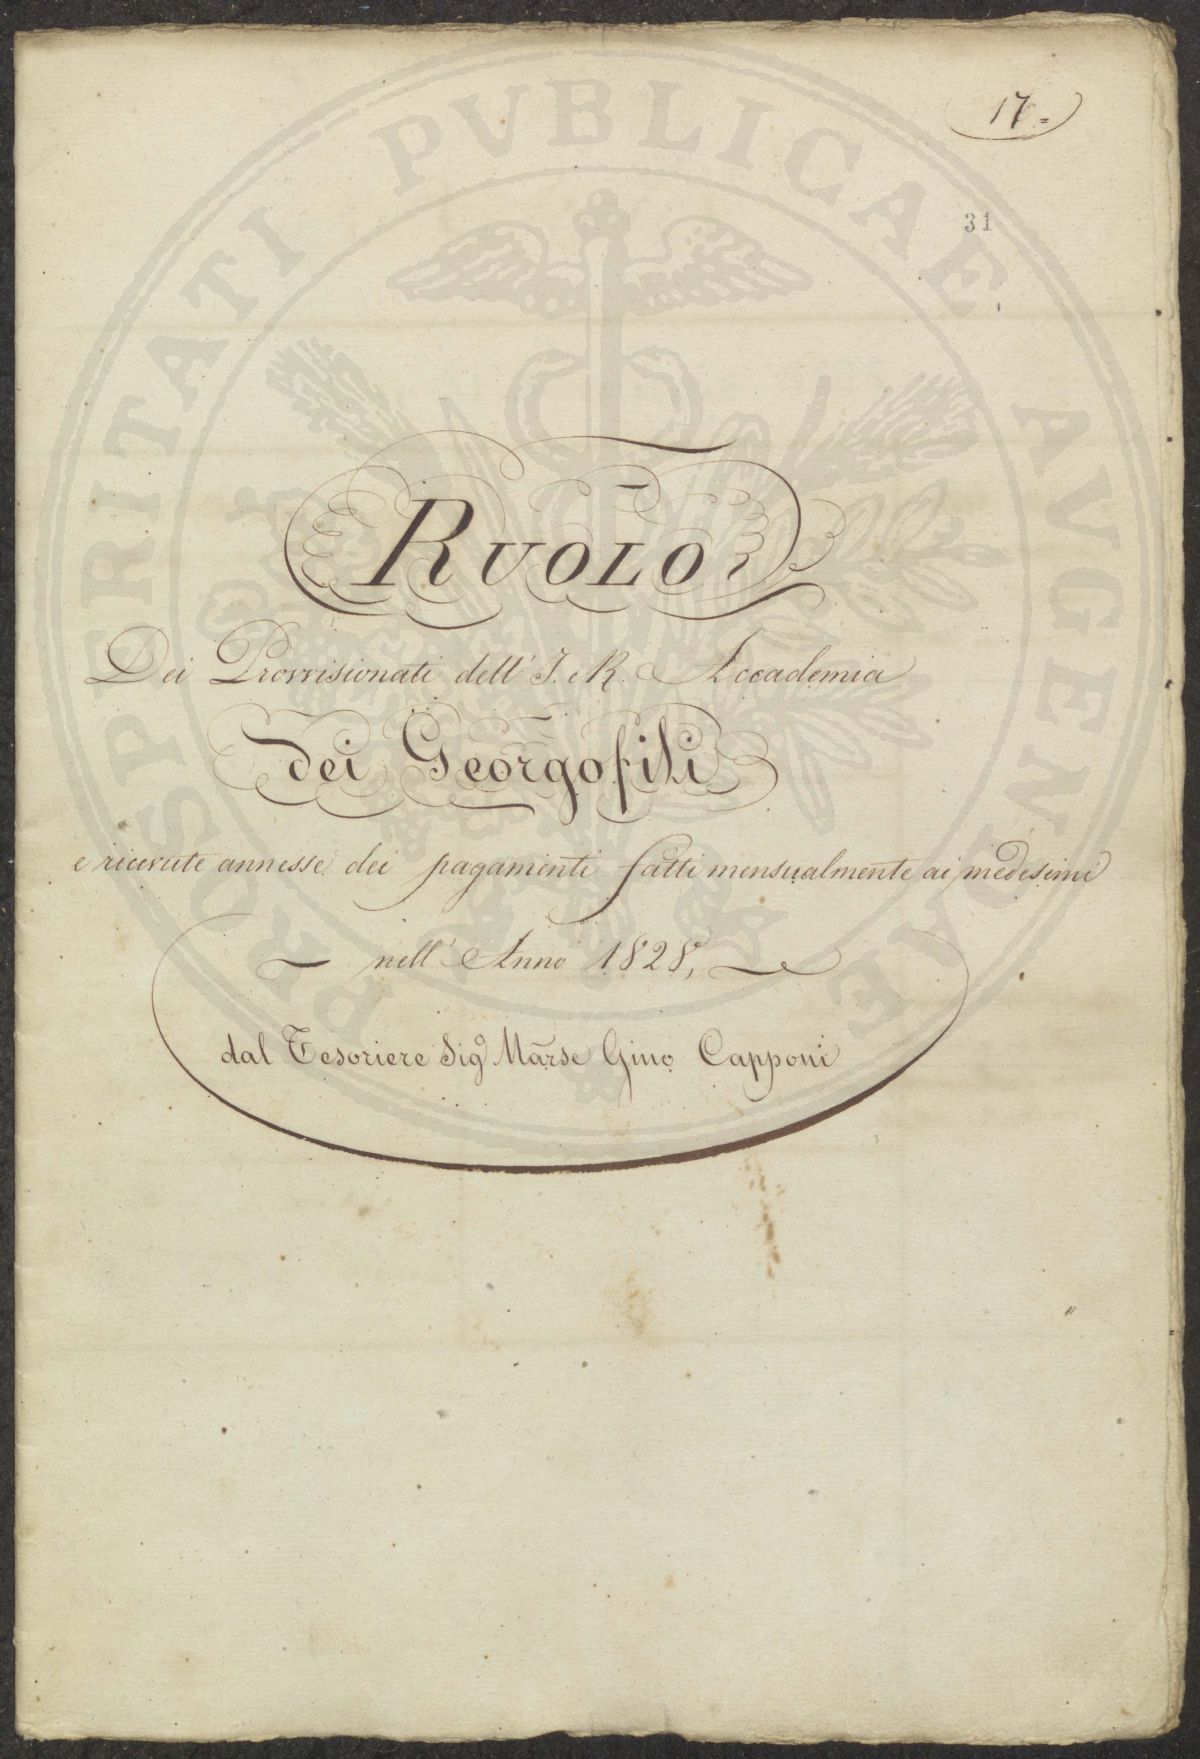 17.=
31
PROSPERITATI PVBLICAE AVGENDAE
RUOLO
Dei Provvisionati dell' I. e R. Accademia
dei Georgofili
e ricevute annesse dei pagamenti fatti mensualmente ai medesimi
nell' Anno 1828,
dal Tesoriere Sig Marse Gino Capponi